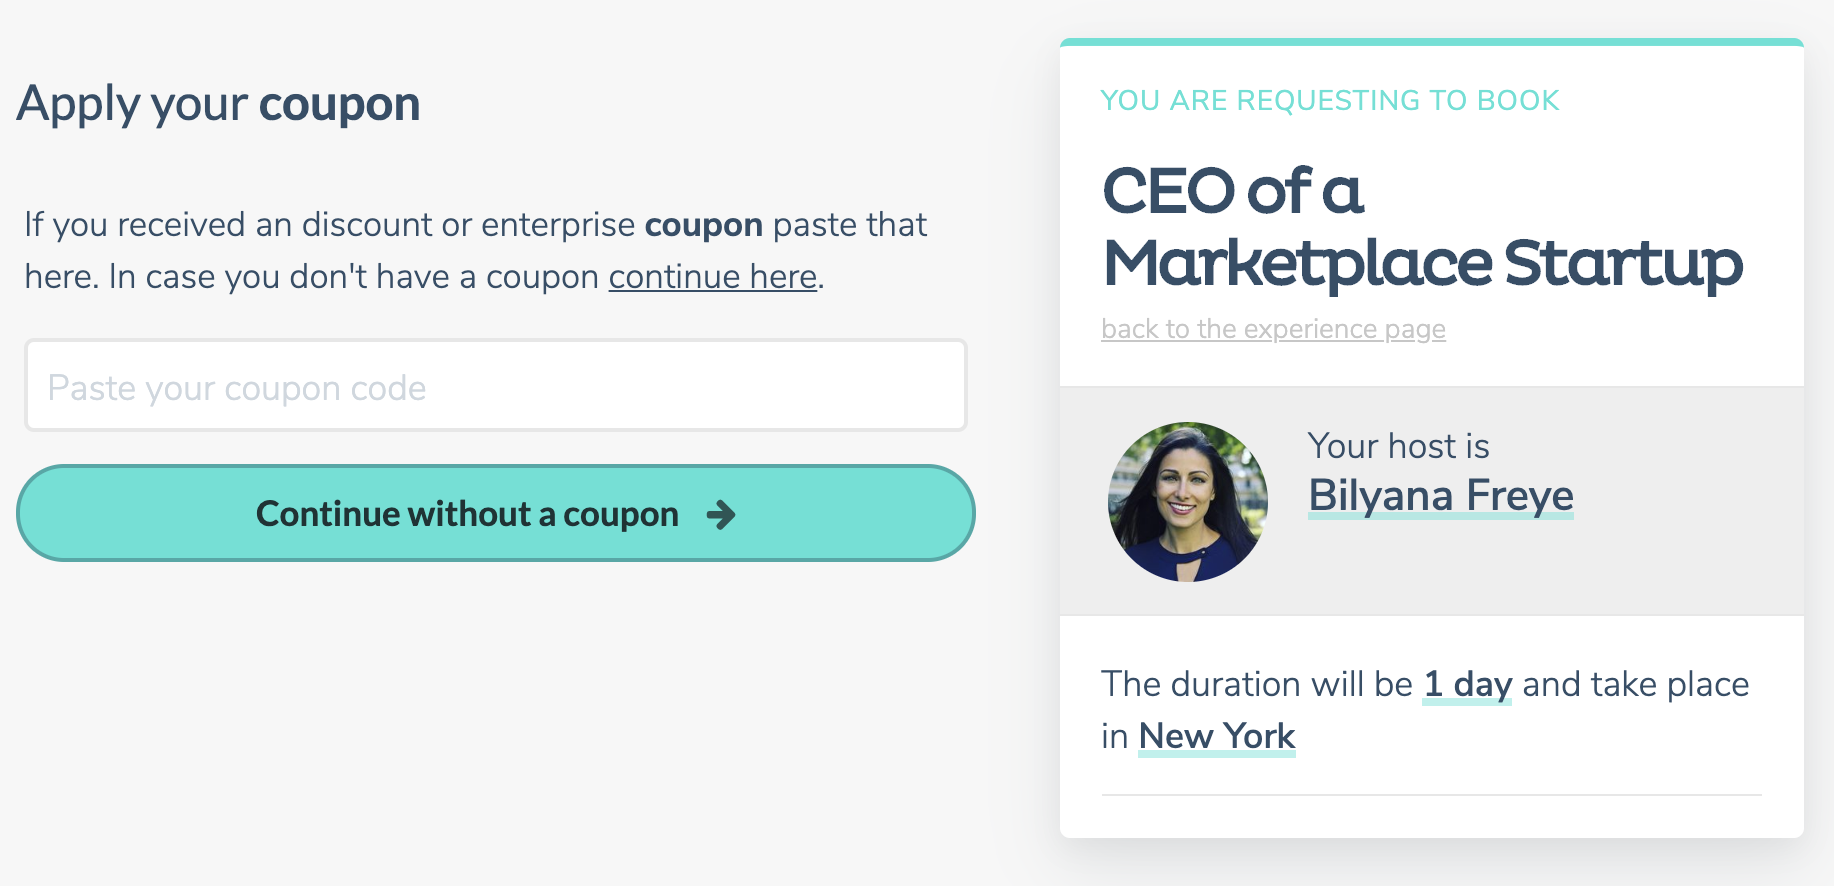 Apply your coupon
If you received an discount or enterprise coupon paste that
here. In case you don't have a coupon continue here.
Paste your coupon code
Continue without a coupon
YOU ARE REQUESTING TO BOOK
CEO of a
Marketplace Startup
back to the experience page
Your host is
Bilyana Freye
The duration will be 1 day and take place
in New York